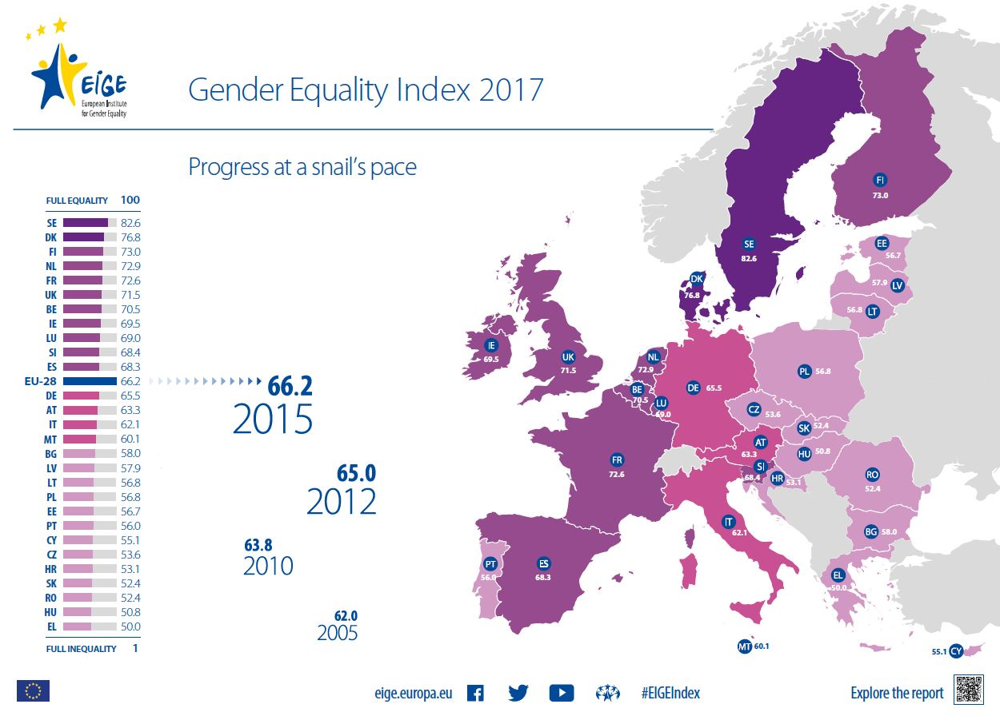 EIGE
European Institute
for Gender Equality
Gender Equality Index 2017
Progress at a snail's pace
FULL EQUALITY 100
SE 82.6
DK 76.8
FI 73.0
NL 72.9
FR 72.6
UK 71.5
BE 70.5
IE 69.5
LU 69.0
SI 68.4
ES 68.3
EU-28 66.2
DE 65.5
AT 63.3
IT 62.1
MT 60.1
BG 58.0
LV 57.9
LT 56.8
PL 56.8
EE 56.7
PT 56.0
CY 55.1
CZ 53.6
HR 53.1
SK 52.4
RO 52.4
HU 50.8
EL 50.0
FULL INEQUALITY 1
66.2
2015
65.0
2012
63.8
2010
62.0
2005
FI
73.0
SE
82.6
EE
56.7
57.9 LV
56.8 LT
DK
76.8
IE
69.5
UK
71.5
NL
72.9
BE
70.5
LU
69.0
DE 65.5
PL 56.8
CZ 53.6
SK 52.4
AT
63.3
HU 50.8
SI
68.4
HR 53.1
RO
52.4
FR
72.6
IT
62.1
BG 58.0
PT
56.0
ES
68.3
EL
50.0
MT 60.1
55.1 CY
eige.europa.eu
#EIGEIndex
Explore the report